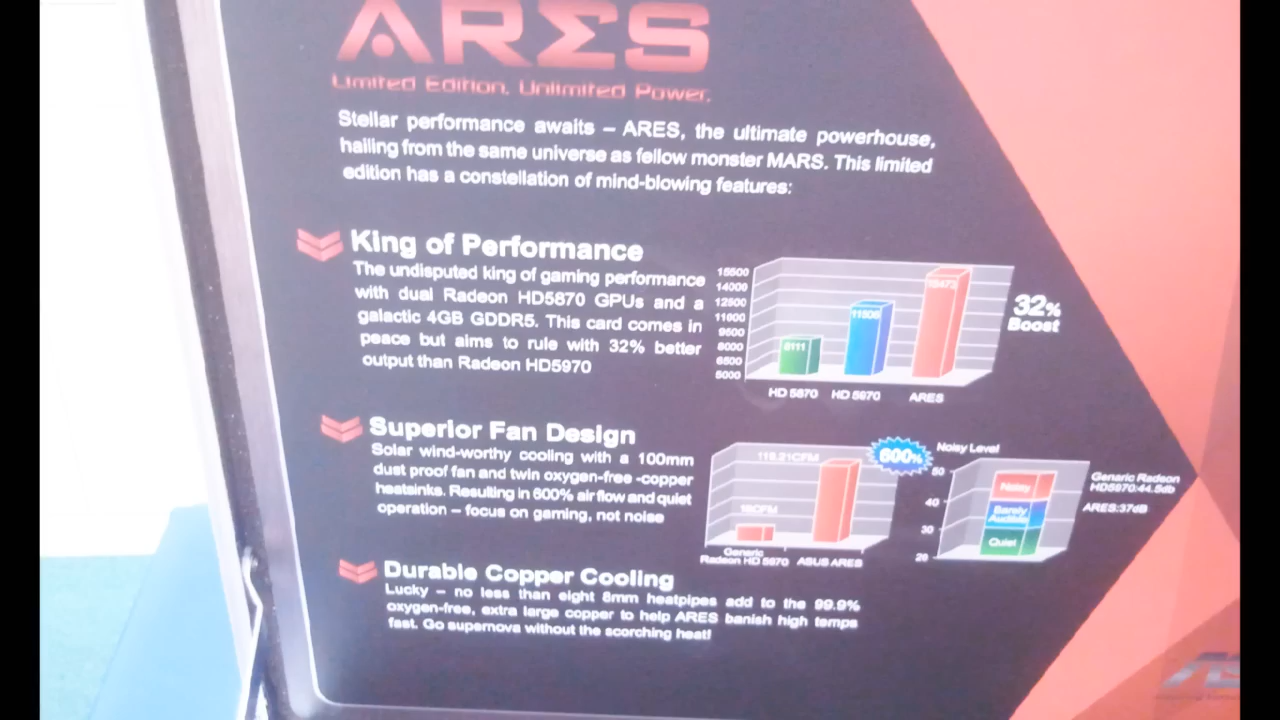 ARES
Limited Edition. Unlimited Power.
Stellar performance awaits – ARES, the ultimate powerhouse,
hailing from the same universe as fellow monster MARS. This limited
edition has a constellation of mind-blowing features:
King of Performance
The undisputed king of gaming performance
with dual Radeon HD5870 GPUs and a
galactic 4GB GDDR5. This card comes in
peace but aims to rule with 32% better
output than Radeon HD5970
15500
14000
12500
11000
9500
8000
6500
5000
8111
HD 5870
HD 5970
ARES
32%
Boost
Superior Fan Design
Solar wind-worthy cooling with a 100mm
dust proof fan and twin oxygen-free -copper
heatsinks. Resulting in 600% air flow and quiet
operation – focus on gaming, not noise
119.21CFM
600%
Generic
Radeon HD 5970
ASUS ARES
Noisy Level
50
40
30
20
Noisy
Barely
Audible
Quiet
Generic Radeon
ARES:37dB
Durable Copper Cooling
Lucky – no less than eight 8mm heatpipes add to the 99.9%
oxygen-free, extra large copper to help ARES banish high temps
fast. Go supernova without the scorching heat!